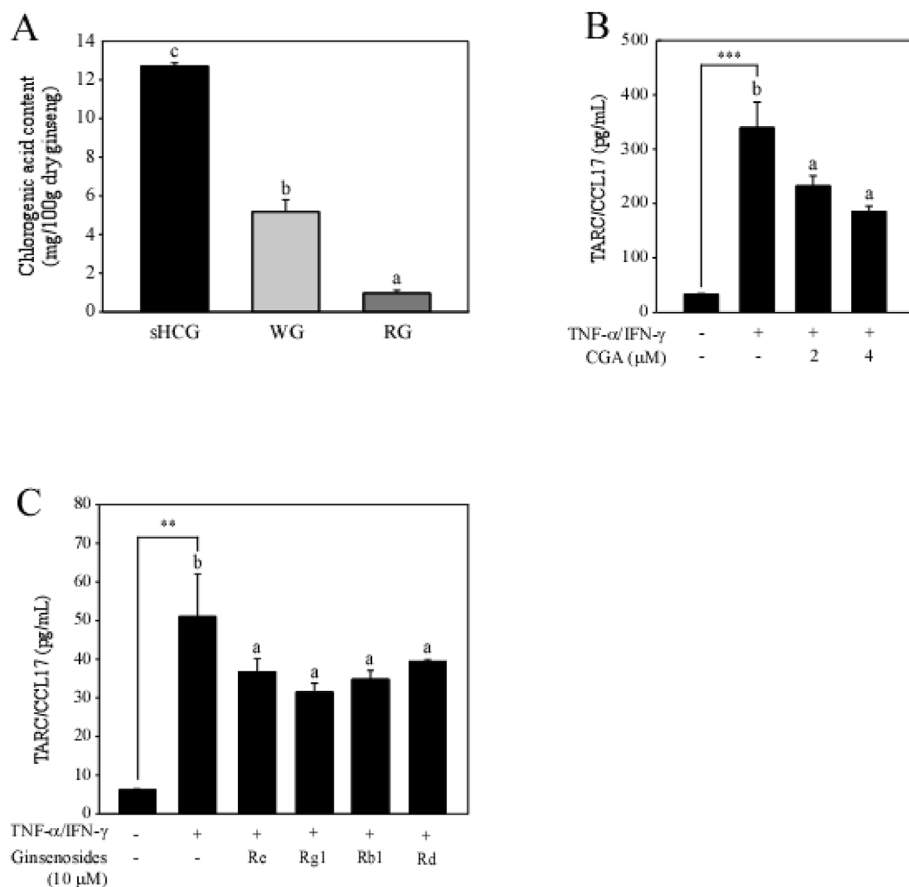 A
Chlorogenic acid content
(mg/100g dry ginseng)
14
12
10
8
6
4
2
0
c
b
a
sHCG WG RG
B
TARC/CCL17 (pg/mL)
500
400
300
200
100
0
***
b
a
a
TNF-α/IFN-γ - + + +
CGA (μM) - - 2 4
C
TARC/CCL17 (pg/mL)
80
70
60
50
40
30
20
10
0
**
b
a
a
a
a
TNF-α/IFN-γ - + + + + +
Ginsenosides - - Re Rg1 Rb1 Rd
(10 μM)